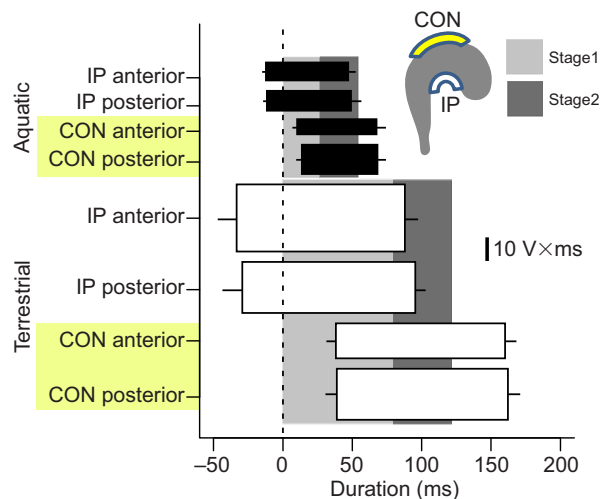 CON
IP
Stage1
Stage2
Aquatic
IP anterior
IP posterior
CON anterior
CON posterior
Terrestrial
IP anterior
IP posterior
CON anterior
CON posterior
10 V×ms
–50 0 50 100 150 200
Duration (ms)